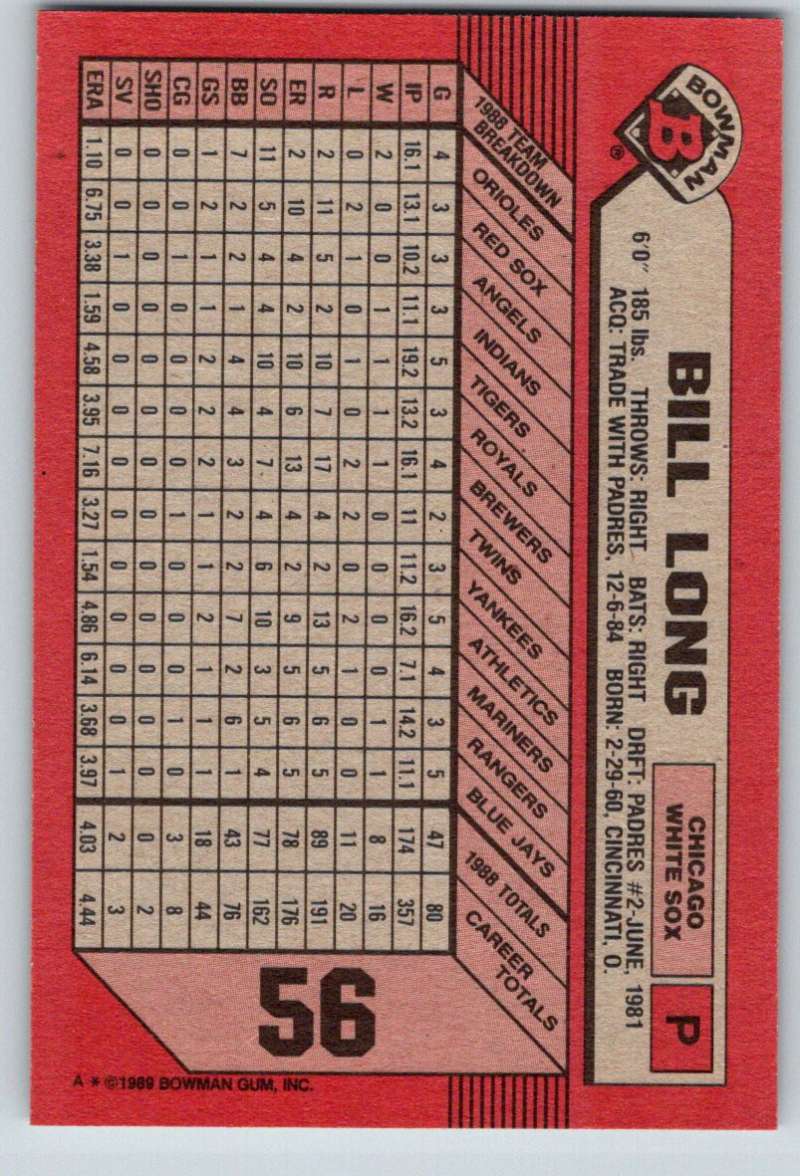 BOWMAN
B
®
BILL LONG
CHICAGO
WHITE SOX
P
6'0" 185 lbs. THROWS: RIGHT BATS: RIGHT DRFT: PADRES #2-JUNE, 1981
ACQ: TRADE WITH PADRES, 12-6-84 BORN: 2-29-60, CINCINNATI, O.
1988 TEAM
BREAKDOWN
ORIOLES
RED SOX
ANGELS
INDIANS
TIGERS
ROYALS
BREWERS
TWINS
YANKEES
ATHLETICS
MARINERS
RANGERS
BLUE JAYS
1988 TOTALS
CAREER
TOTALS
G 4 3 3 3 5 3 4 2 3 5 4 3 5 47 80
IP 16.1 13.1 10.2 11.1 19.2 13.2 16.1 11 11.2 16.2 7.1 14.2 11.1 174 357
W 2 0 0 1 1 1 1 0 0 0 0 1 1 8 16
L 0 2 1 0 1 0 2 2 0 2 1 0 0 11 20
R 2 11 5 2 10 7 17 4 2 13 5 6 5 89 191
ER 2 10 4 2 10 6 13 4 2 9 5 6 5 78 176
SO 11 5 4 4 10 4 7 4 6 10 3 5 4 77 162
BB 7 2 2 1 4 4 3 2 2 7 2 6 1 43 76
GS 1 2 1 1 2 2 2 1 1 2 1 1 1 18 44
CG 0 0 1 0 0 0 0 1 0 0 0 1 0 3 8
SHO 0 0 0 0 0 0 0 0 0 0 0 0 0 0 2
SV 0 0 1 0 0 0 0 0 0 0 0 0 1 2 3
ERA 1.10 6.75 3.38 1.59 4.58 3.95 7.16 3.27 1.54 4.86 6.14 3.68 3.97 4.03 4.44
56
A * ©1989 BOWMAN GUM, INC.